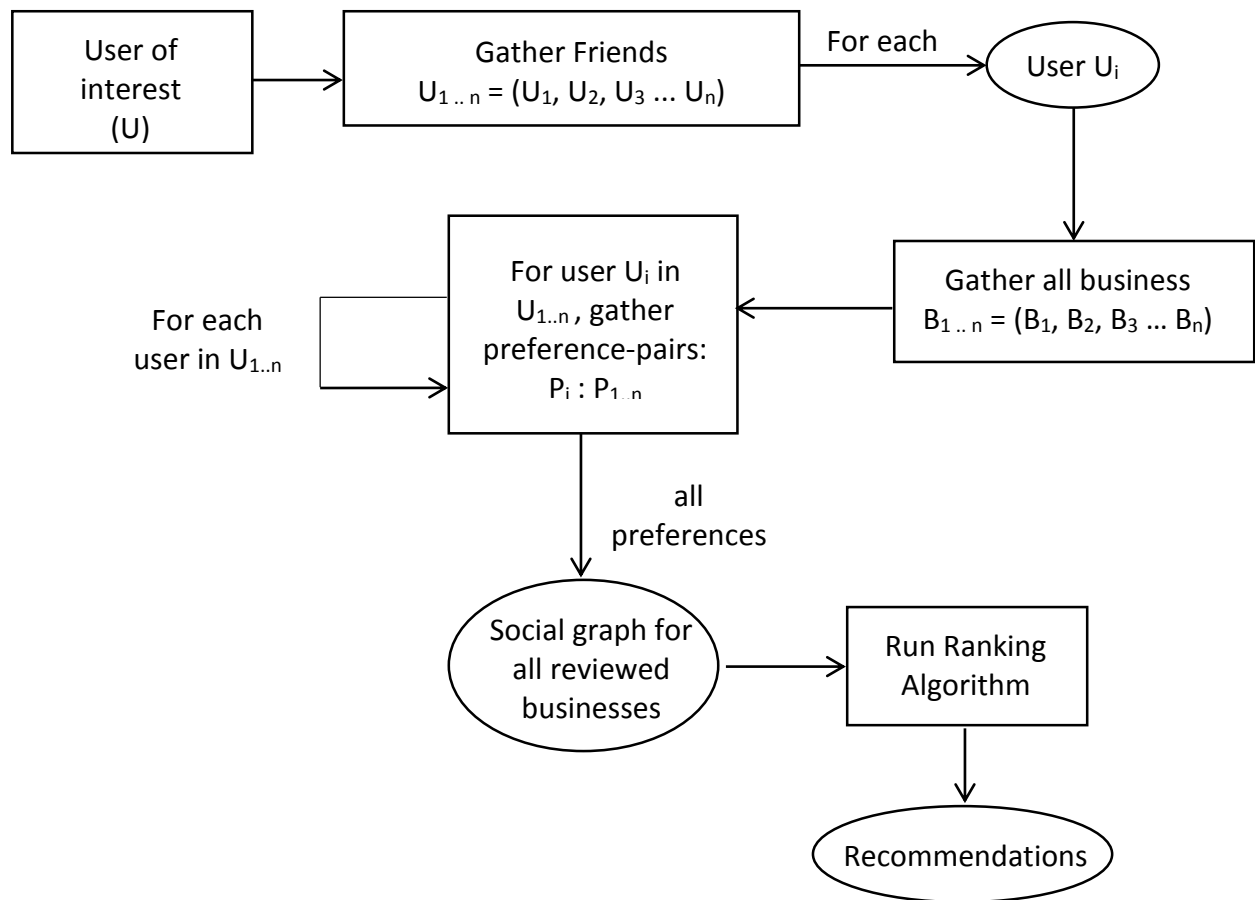 User of
interest
(U)
Gather Friends
U₁ .. ₙ = (U₁, U₂, U₃ ... Uₙ)
For each
User Uᵢ
Gather all business
B₁ .. ₙ = (B₁, B₂, B₃ ... Bₙ)
For user Uᵢ in
U₁..ₙ , gather
preference-pairs:
Pᵢ : P₁..ₙ
For each
user in U₁..ₙ
all
preferences
Social graph for
all reviewed
businesses
Run Ranking
Algorithm
Recommendations